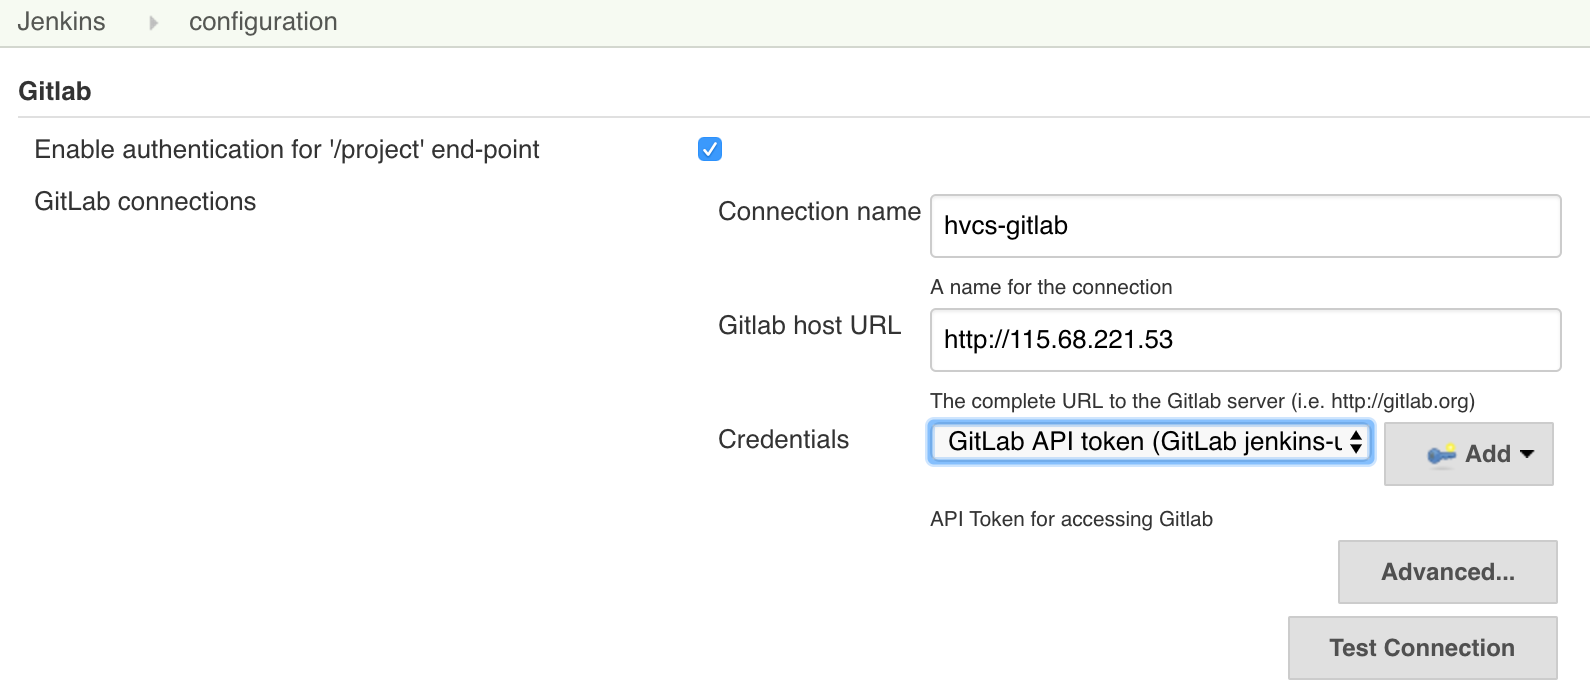 Jenkins configuration
Gitlab
Enable authentication for '/project' end-point
GitLab connections
Connection name
hvcs-gitlab
A name for the connection
Gitlab host URL
http://115.68.221.53
The complete URL to the Gitlab server (i.e. http://gitlab.org)
Credentials
GitLab API token (GitLab jenkins-u
Add
API Token for accessing Gitlab
Advanced...
Test Connection